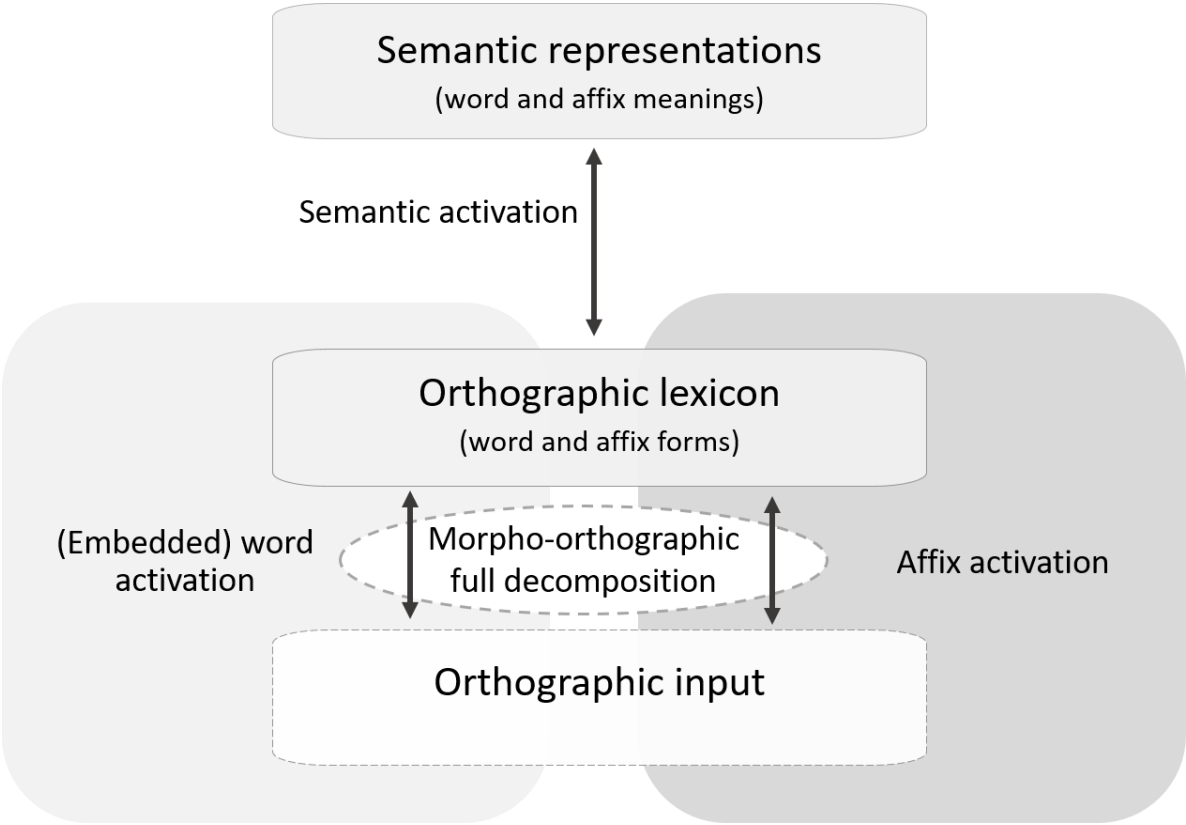 Semantic representations
(word and affix meanings)
Semantic activation
Orthographic lexicon
(word and affix forms)
(Embedded) word
activation
Morpho-orthographic
full decomposition
Affix activation
Orthographic input